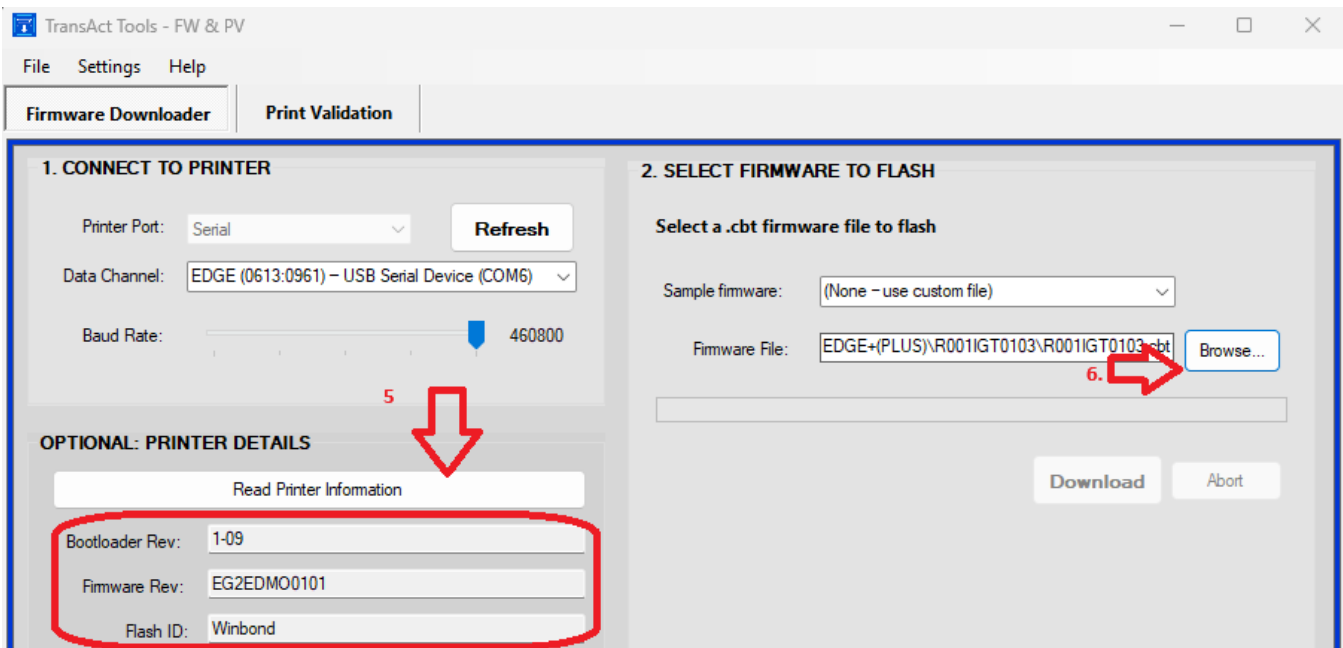 TransAct Tools - FW & PV
File Settings Help
Firmware Downloader Print Validation
1. CONNECT TO PRINTER
Printer Port: Serial Refresh
Data Channel: EDGE (0613:0961) – USB Serial Device (COM6)
Baud Rate: 460800
5
OPTIONAL: PRINTER DETAILS
Read Printer Information
Bootloader Rev: 1-09
Firmware Rev: EG2EDMO0101
Flash ID: Winbond
2. SELECT FIRMWARE TO FLASH
Select a .cbt firmware file to flash
Sample firmware: (None – use custom file)
Firmware File: EDGE+(PLUS)\R001IGT0103\R001IGT0103.cbt Browse...
6.
Download Abort